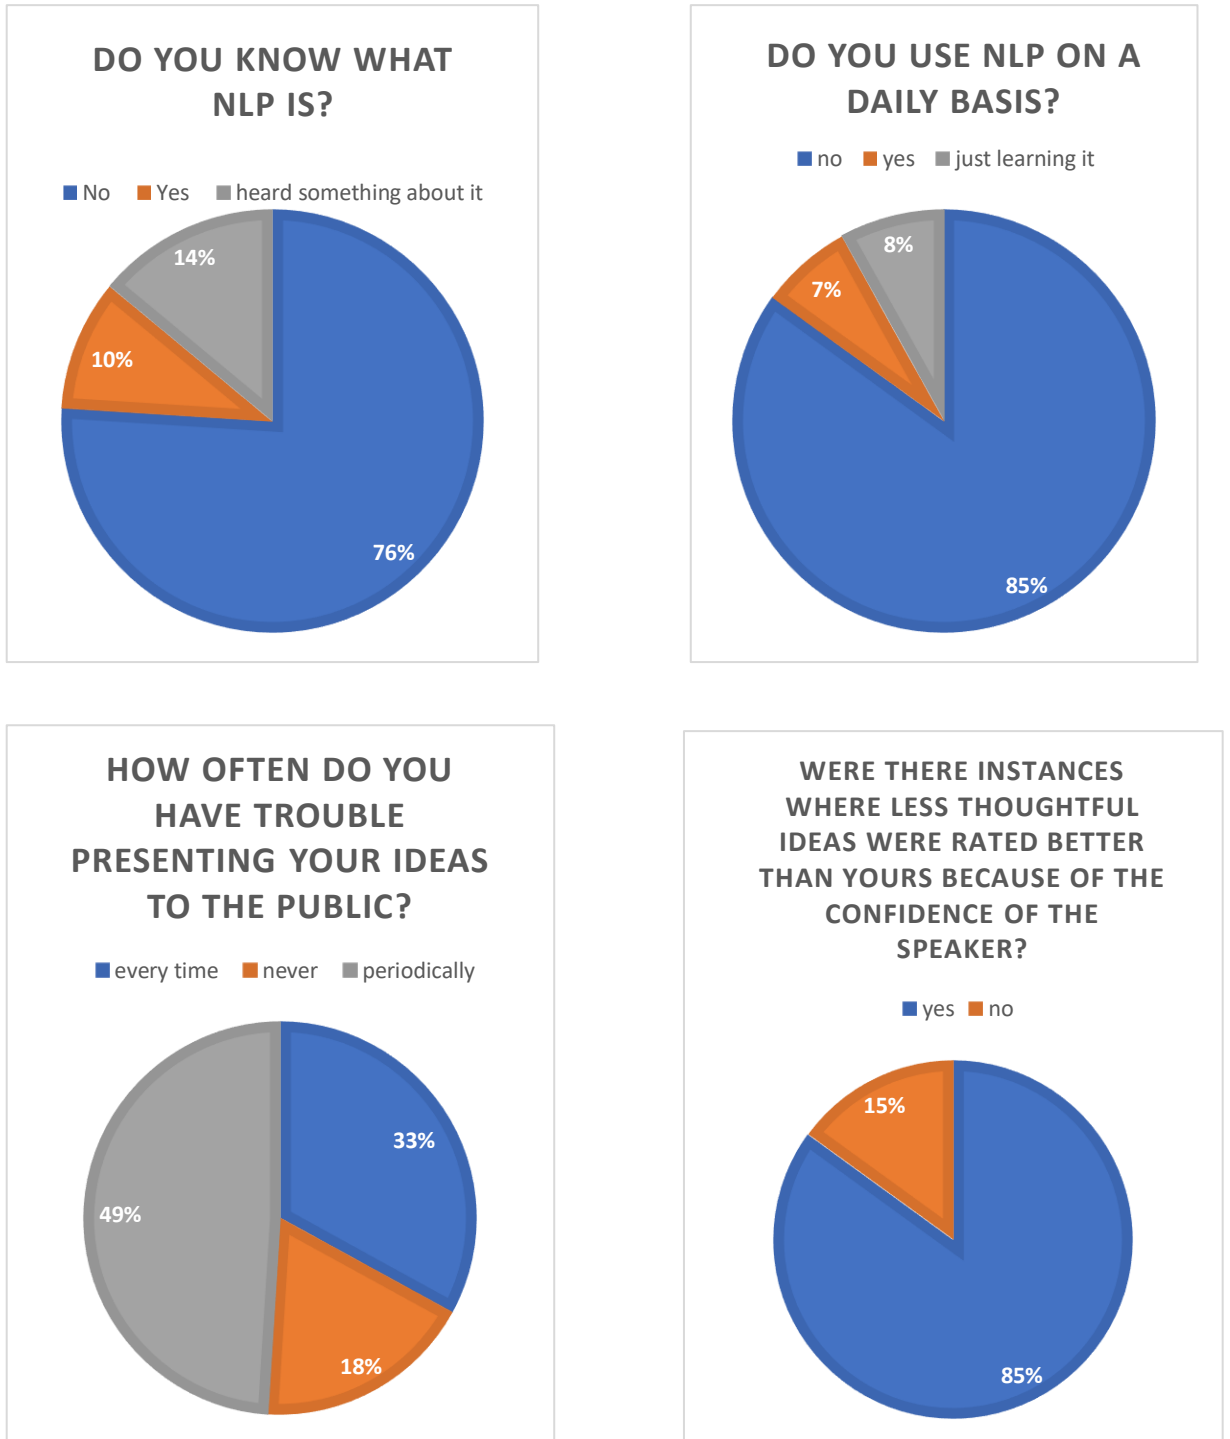 DO YOU KNOW WHAT
NLP IS?
No Yes heard something about it
14%
10%
76%
DO YOU USE NLP ON A
DAILY BASIS?
no yes just learning it
8%
7%
85%
HOW OFTEN DO YOU
HAVE TROUBLE
PRESENTING YOUR IDEAS
TO THE PUBLIC?
every time never periodically
33%
49%
18%
WERE THERE INSTANCES
WHERE LESS THOUGHTFUL
IDEAS WERE RATED BETTER
THAN YOURS BECAUSE OF THE
CONFIDENCE OF THE
SPEAKER?
yes no
15%
85%